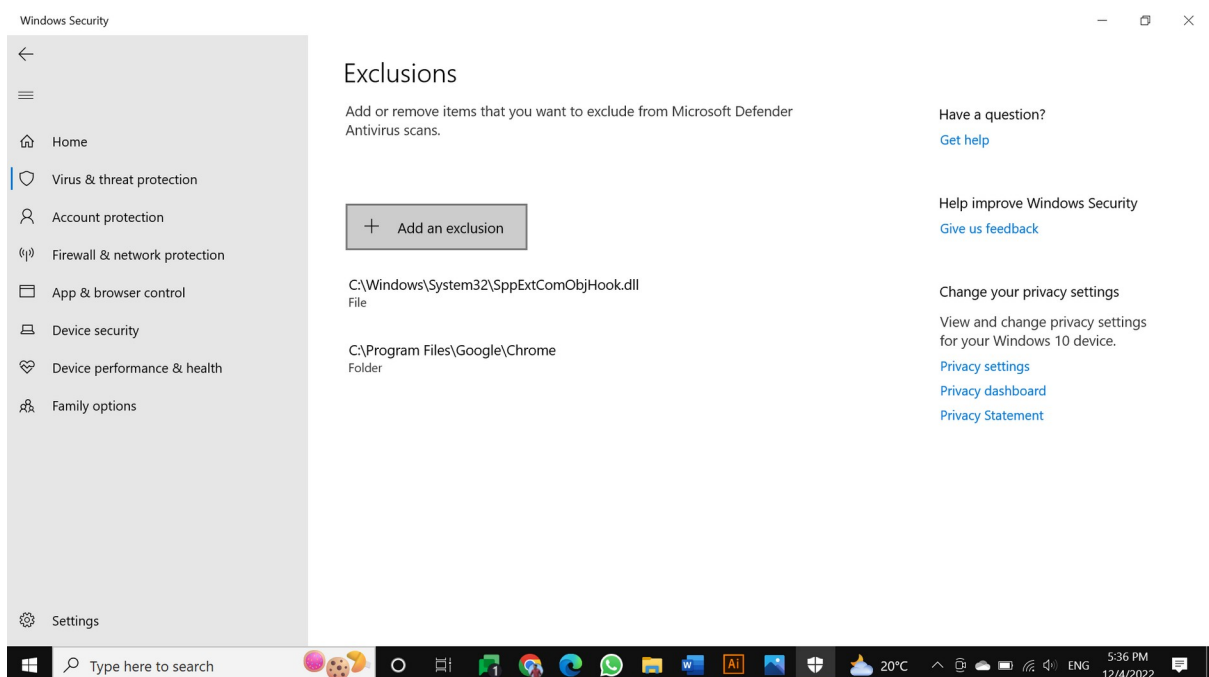 Windows Security
Home
Virus & threat protection
Account protection
Firewall & network protection
App & browser control
Device security
Device performance & health
Family options
Settings
Exclusions
Add or remove items that you want to exclude from Microsoft Defender
Antivirus scans.
+ Add an exclusion
C:\Windows\System32\SppExtComObjHook.dll
File
C:\Program Files\Google\Chrome
Folder
Have a question?
Get help
Help improve Windows Security
Give us feedback
Change your privacy settings
View and change privacy settings
for your Windows 10 device.
Privacy settings
Privacy dashboard
Privacy Statement
Type here to search
1
W
Ai
20°C
ENG
5:36 PM
12/4/2022